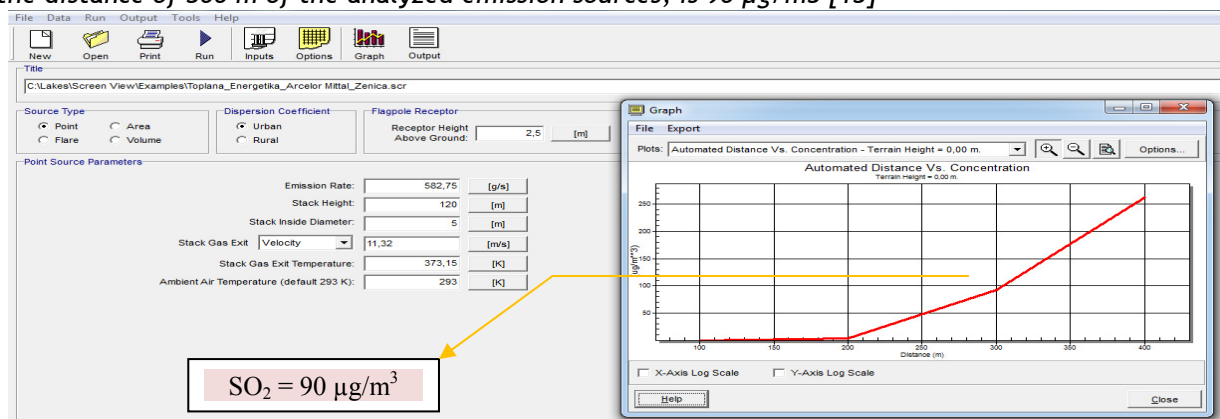 the distance of 300 m of the analyzed emission sources, is 90 µg/m3 [15]
File Data Run Output Tools Help
New Open Print Run Inputs Options Graph Output
Title
C:\Lakes\Screen View\Examples\Toplana_Energetika_Arcelor Mittal_Zenica.scr
Source Type
Point Area
Flare Volume
Dispersion Coefficient
Urban
Rural
Flagpole Receptor
Receptor Height
Above Ground: 2,5 [m]
Point Source Parameters
Emission Rate: 582,75 [g/s]
Stack Height: 120 [m]
Stack Inside Diameter: 5 [m]
Stack Gas Exit Velocity 11,32 [m/s]
Stack Gas Exit Temperature: 373,15 [K]
Ambient Air Temperature (default 293 K): 293 [K]
SO₂ = 90 µg/m³
Graph
File Export
Plots: Automated Distance Vs. Concentration - Terrain Height = 0,00 m. Options...
Automated Distance Vs. Concentration
Terrain Height = 0,00 m.
250
200
150
100
50
ug/m**3)
100 150 200 250 300 350 400
Distance (m)
X-Axis Log Scale Y-Axis Log Scale
Help Close